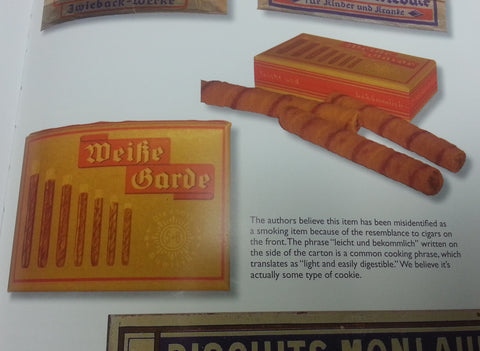 Zwieback-Werke
für Kinder und Kranke
leicht und bekömmlich
Weiße
Garde
The authors believe this item has been misidentified as
a smoking item because of the resemblance to cigars on
the front. The phrase "leicht und bekommlich" written on
the side of the carton is a common cooking phrase, which
translates as "light and easily digestible." We believe it's
actually some type of cookie.
BISCUITS MONLAU